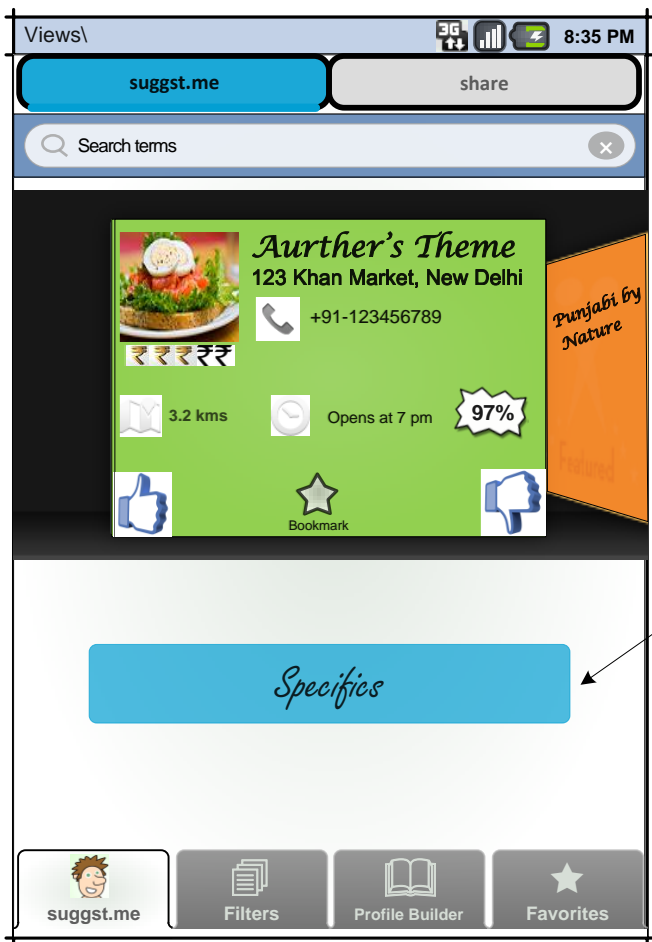 Views\
3G
8:35 PM
suggst.me
share
Search terms
Aurther's Theme
123 Khan Market, New Delhi
+91-123456789
Punjabi by
Nature
₹₹₹₹₹
3.2 kms
Opens at 7 pm
97%
Featured
Bookmark
Specifics
suggst.me
Filters
Profile Builder
Favorites